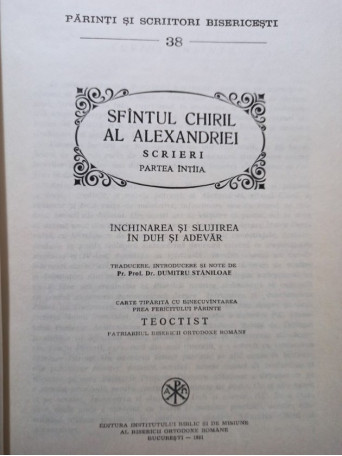 PĂRINȚI ȘI SCRIITORI BISERICEȘTI
38
SFÎNTUL CHIRIL
AL ALEXANDRIEI
SCRIERI
PARTEA ÎNTÎIA
ÎNCHINAREA ȘI SLUJIREA
ÎN DUH ȘI ADEVĂR
TRADUCERE, INTRODUCERE ȘI NOTE DE
Pr. Prof. Dr. DUMITRU STĂNILOAE
CARTE TIPĂRITĂ CU BINECUVÎNTAREA
PREA FERICITULUI PĂRINTE
TEOCTIST
PATRIARHUL BISERICII ORTODOXE ROMÂNE
EDITURA INSTITUTULUI BIBLIC ȘI DE MISIUNE
AL BISERICII ORTODOXE ROMÂNE
BUCUREȘTI — 1991